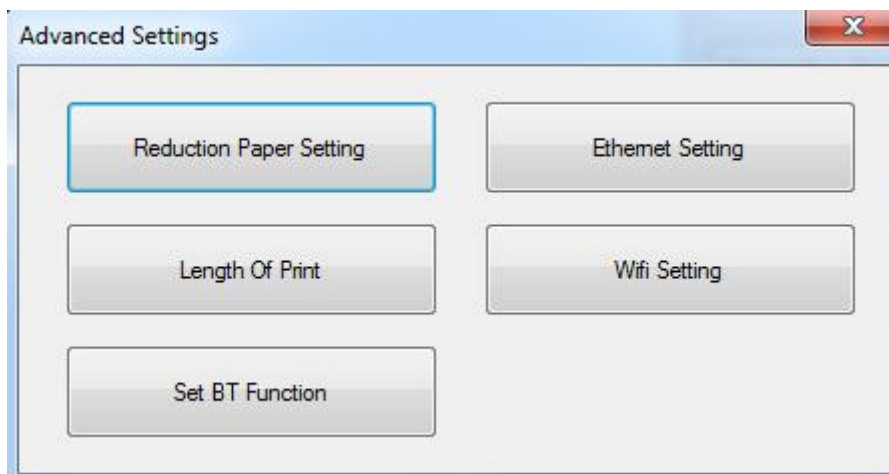 Advanced Settings
Reduction Paper Setting
Ethernet Setting
Length Of Print
Wifi Setting
Set BT Function